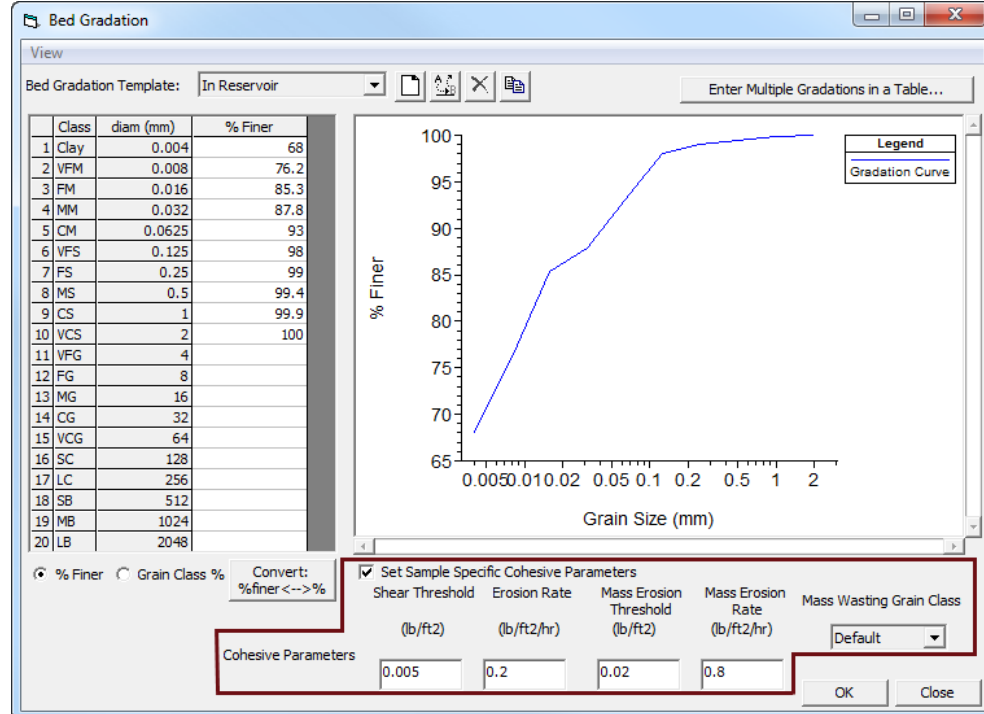 Bed Gradation
View
Bed Gradation Template: In Reservoir
Enter Multiple Gradations in a Table...
Class diam (mm) % Finer
1 Clay 0.004 68
2 VFM 0.008 76.2
3 FM 0.016 85.3
4 MM 0.032 87.8
5 CM 0.0625 93
6 VFS 0.125 98
7 FS 0.25 99
8 MS 0.5 99.4
9 CS 1 99.9
10 VCS 2 100
11 VFG 4
12 FG 8
13 MG 16
14 CG 32
15 VCG 64
16 SC 128
17 LC 256
18 SB 512
19 MB 1024
20 LB 2048
100
95
90
85
80
75
70
65
% Finer
0.005 0.01 0.02 0.05 0.1 0.2 0.5 1 2
Grain Size (mm)
Legend
Gradation Curve
% Finer Grain Class %
Convert:
%finer<-->%
Set Sample Specific Cohesive Parameters
Shear Threshold
(lb/ft2)
Erosion Rate
(lb/ft2/hr)
Mass Erosion
Threshold
(lb/ft2)
Mass Erosion
Rate
(lb/ft2/hr)
Mass Wasting Grain Class
Default
Cohesive Parameters
0.005 0.2 0.02 0.8
OK Close